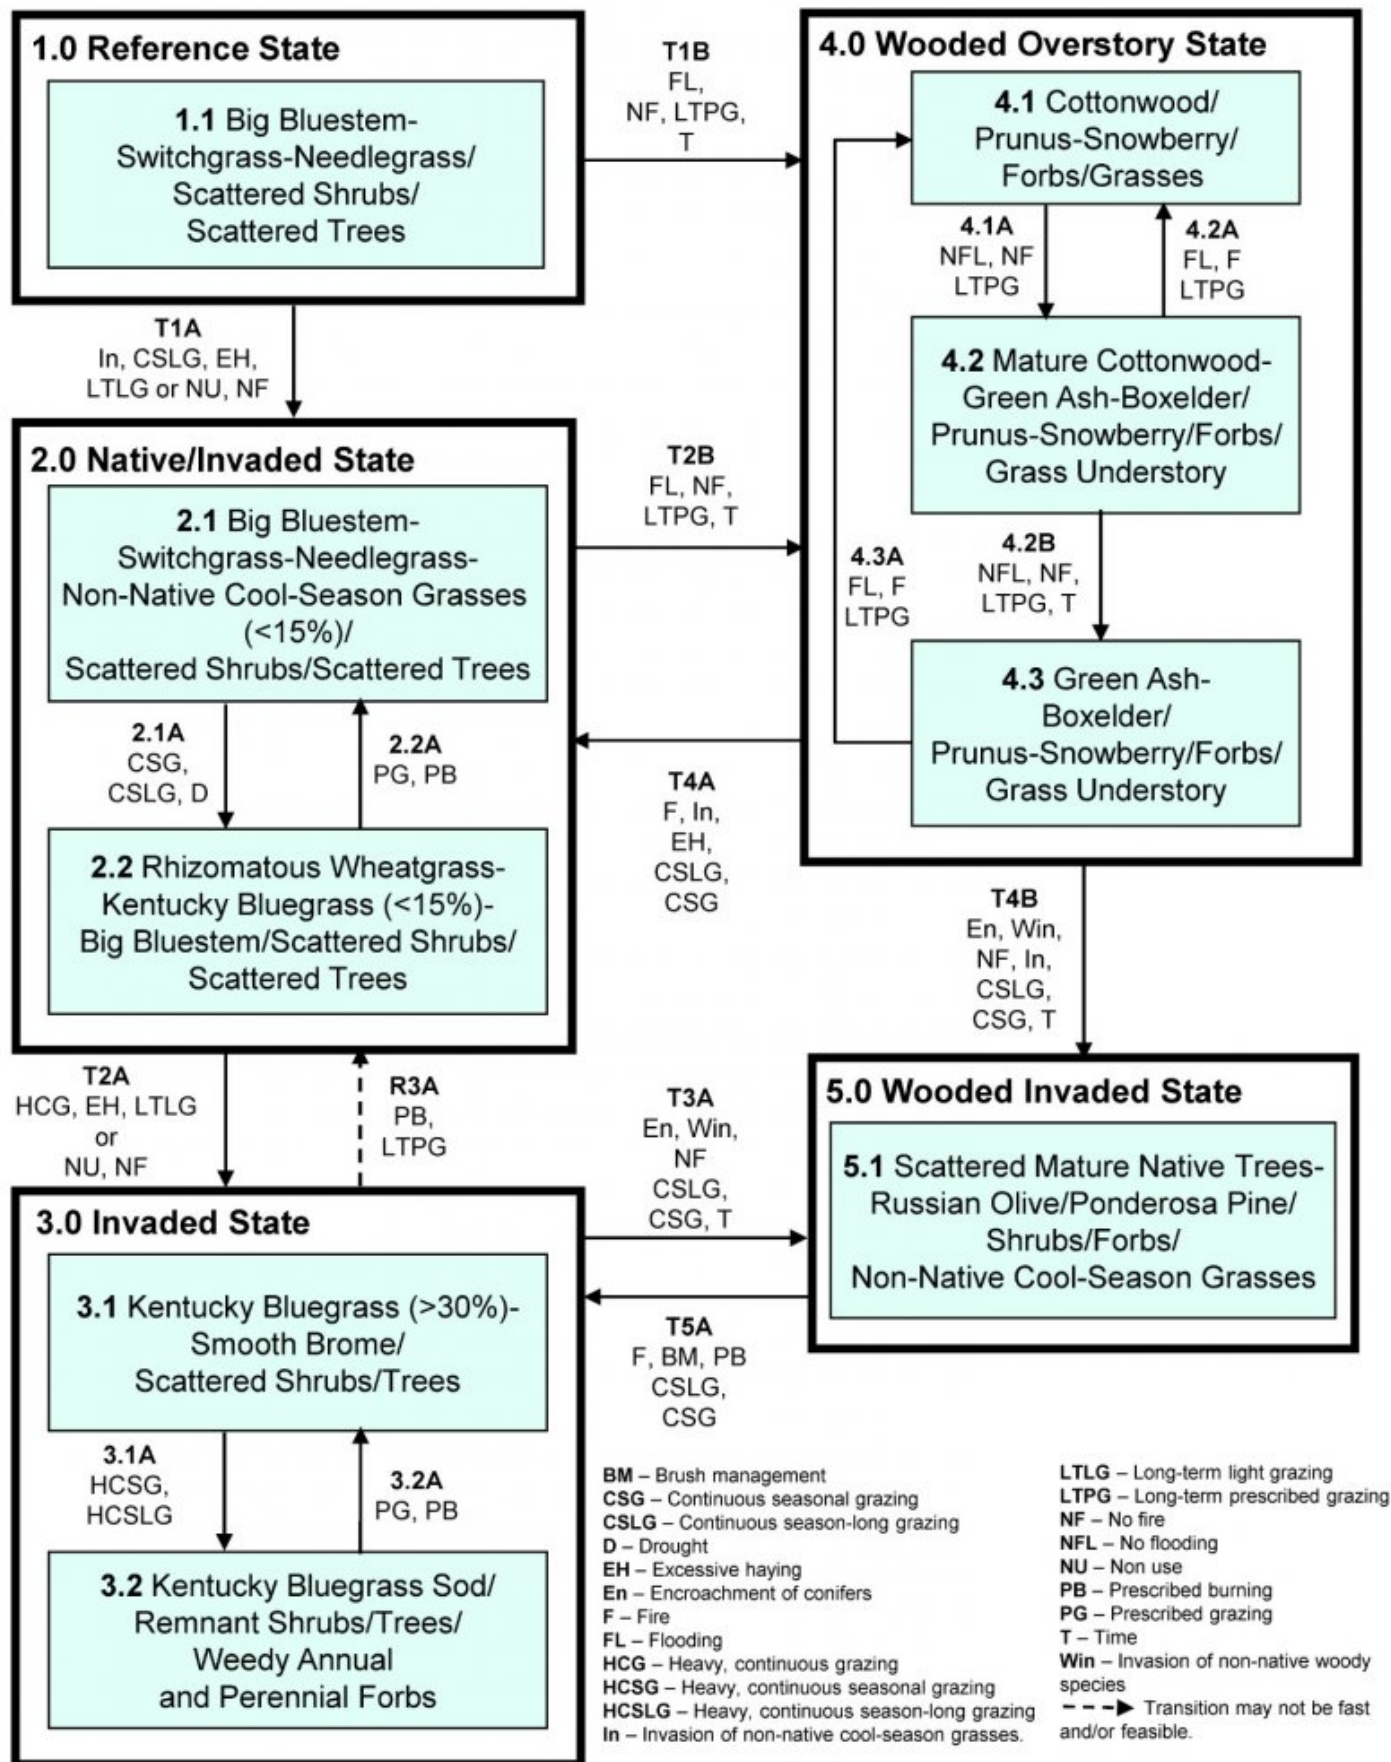 1.0 Reference State
1.1 Big Bluestem-
Switchgrass-Needlegrass/
Scattered Shrubs/
Scattered Trees
T1B
FL,
NF, LTPG,
T
T1A
In, CSLG, EH,
LTLG or NU, NF
2.0 Native/Invaded State
2.1 Big Bluestem-
Switchgrass-Needlegrass-
Non-Native Cool-Season Grasses
(<15%)/
Scattered Shrubs/Scattered Trees
2.1A
CSG,
CSLG, D
2.2A
PG, PB
2.2 Rhizomatous Wheatgrass-
Kentucky Bluegrass (<15%)-
Big Bluestem/Scattered Shrubs/
Scattered Trees
T2B
FL, NF,
LTPG, T
T4A
F, In,
EH,
CSLG,
CSG
4.0 Wooded Overstory State
4.1 Cottonwood/
Prunus-Snowberry/
Forbs/Grasses
4.1A
NFL, NF
LTPG
4.2A
FL, F
LTPG
4.2 Mature Cottonwood-
Green Ash-Boxelder/
Prunus-Snowberry/Forbs/
Grass Understory
4.3A
FL, F
LTPG
4.2B
NFL, NF,
LTPG, T
4.3 Green Ash-
Boxelder/
Prunus-Snowberry/Forbs/
Grass Understory
T4B
En, Win,
NF, In,
CSLG,
CSG, T
T2A
HCG, EH, LTLG
or
NU, NF
R3A
PB,
LTPG
3.0 Invaded State
3.1 Kentucky Bluegrass (>30%)-
Smooth Brome/
Scattered Shrubs/Trees
3.1A
HCSG,
HCSLG
3.2A
PG, PB
3.2 Kentucky Bluegrass Sod/
Remnant Shrubs/Trees/
Weedy Annual
and Perennial Forbs
T3A
En, Win,
NF
CSLG,
CSG, T
T5A
F, BM, PB
CSLG,
CSG
5.0 Wooded Invaded State
5.1 Scattered Mature Native Trees-
Russian Olive/Ponderosa Pine/
Shrubs/Forbs/
Non-Native Cool-Season Grasses
BM – Brush management
CSG – Continuous seasonal grazing
CSLG – Continuous season-long grazing
D – Drought
EH – Excessive haying
En – Encroachment of conifers
F – Fire
FL – Flooding
HCG – Heavy, continuous grazing
HCSG – Heavy, continuous seasonal grazing
HCSLG – Heavy, continuous season-long grazing
In – Invasion of non-native cool-season grasses.
LTLG – Long-term light grazing
LTPG – Long-term prescribed grazing
NF – No fire
NFL – No flooding
NU – Non use
PB – Prescribed burning
PG – Prescribed grazing
T – Time
Win – Invasion of non-native woody
species
Transition may not be fast
and/or feasible.